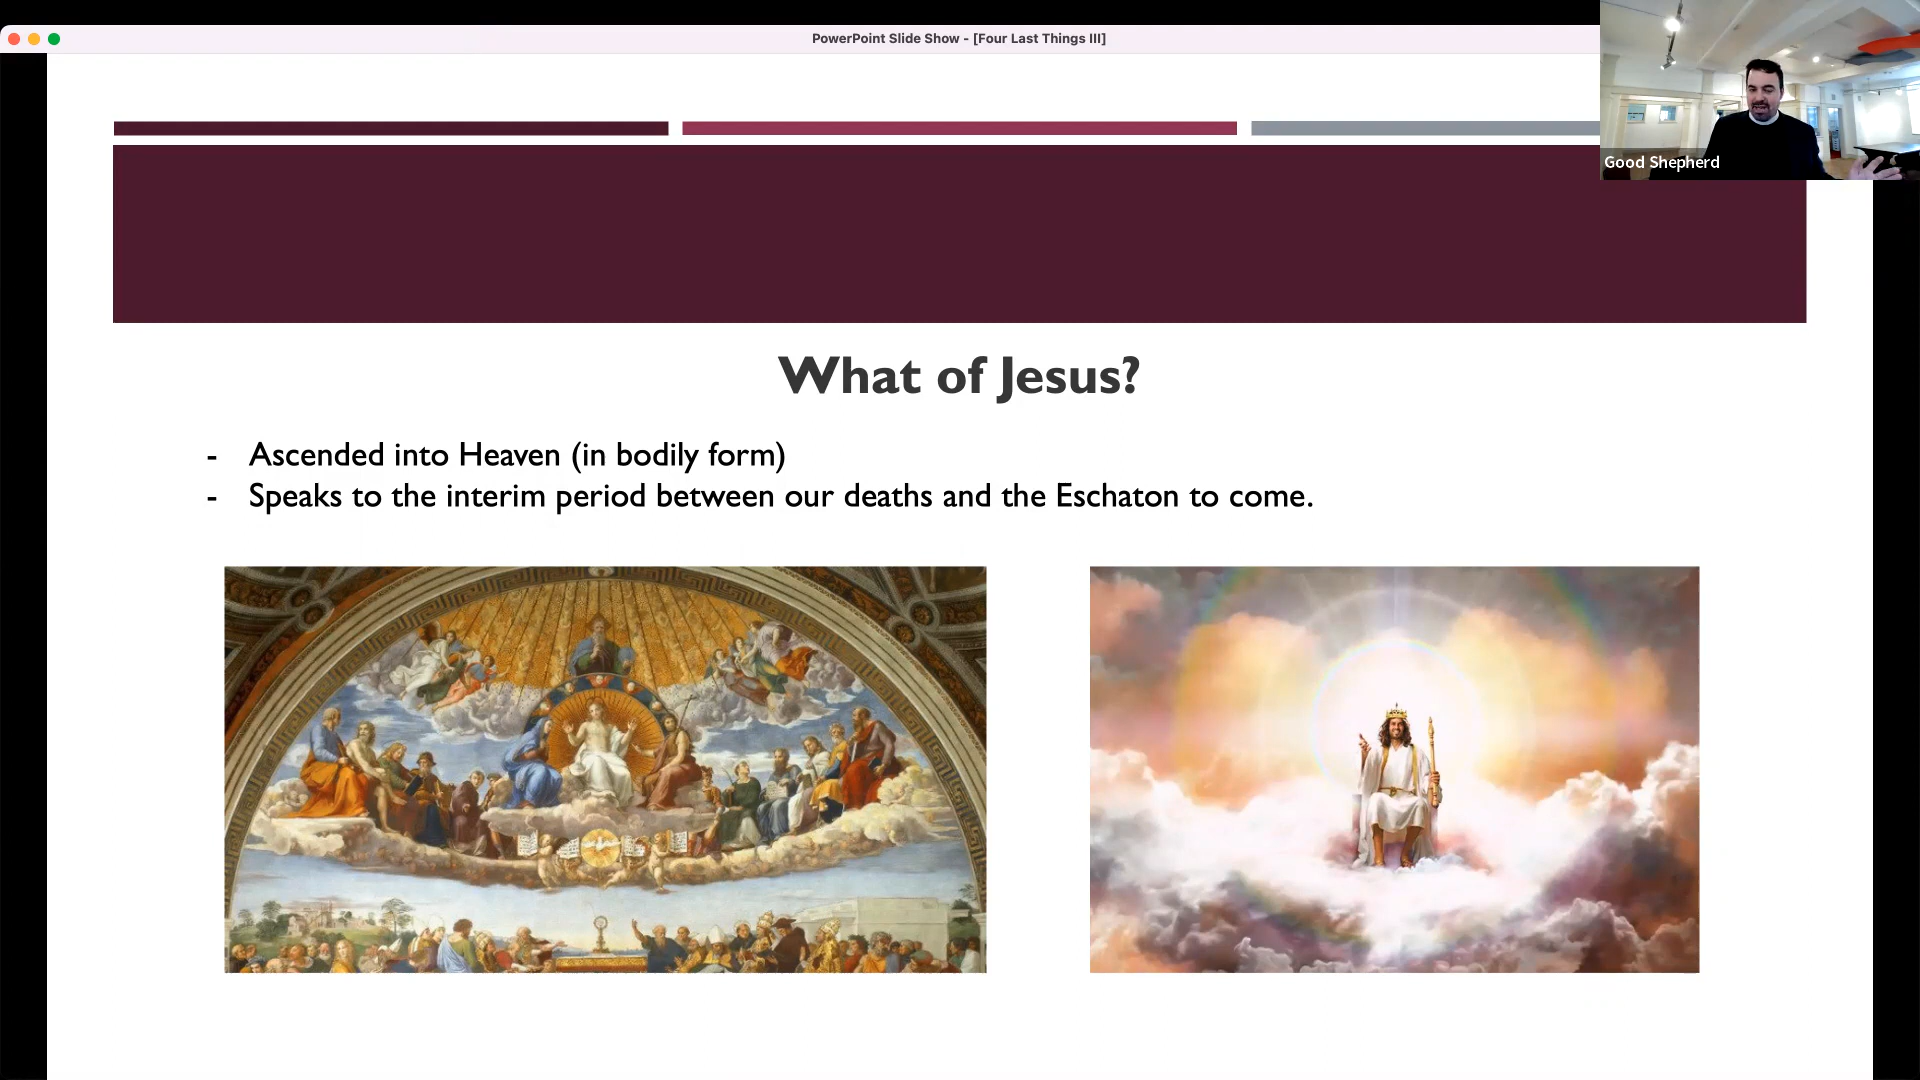 PowerPoint Slide Show - [Four Last Things III]
Good Shepherd
What of Jesus?
- Ascended into Heaven (in bodily form)
- Speaks to the interim period between our deaths and the Eschaton to come.